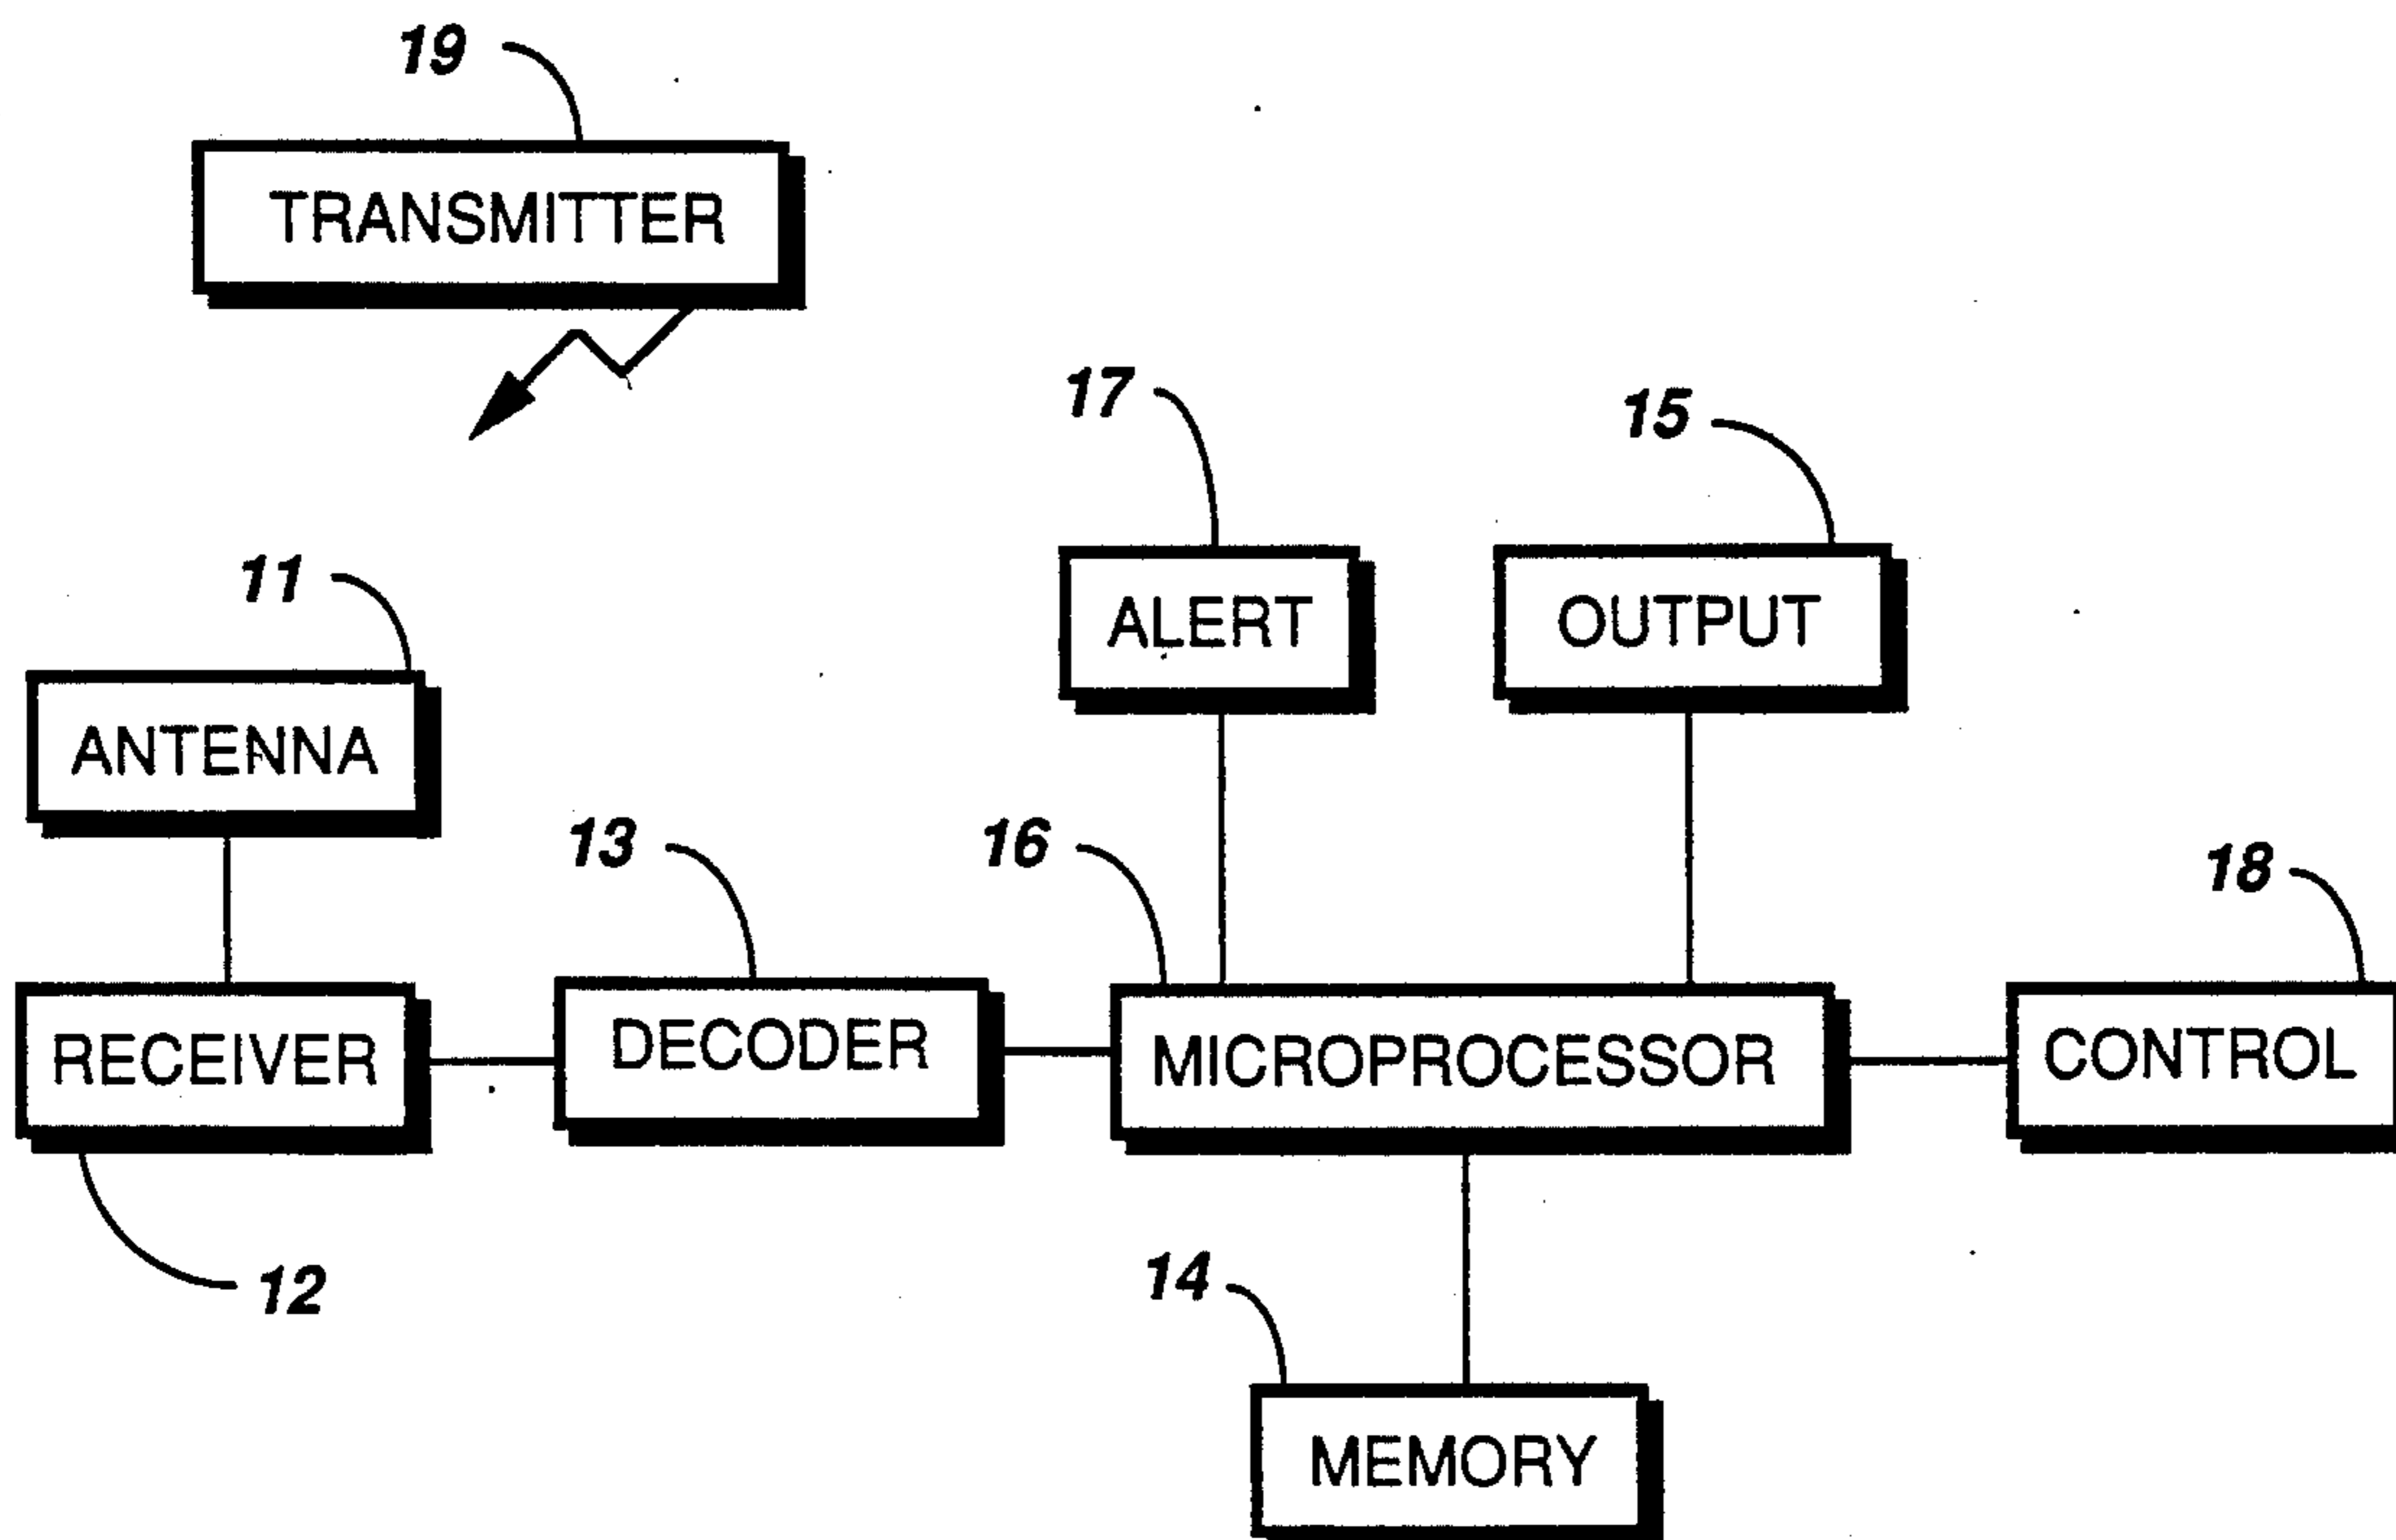 19
TRANSMITTER
17
15
11
ALERT
OUTPUT
ANTENNA
13
16
18
RECEIVER
DECODER
MICROPROCESSOR
CONTROL
12
14
MEMORY